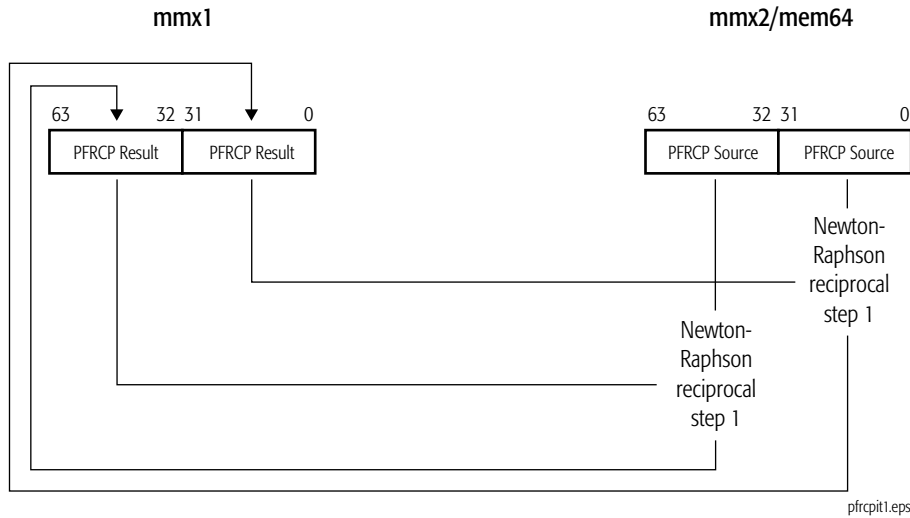 mmx1
mmx2/mem64
63 32 31 0
63 32 31 0
PFRCP Result PFRCP Result
PFRCP Source PFRCP Source
Newton-
Raphson
reciprocal
step 1
Newton-
Raphson
reciprocal
step 1
pfrcpit1.eps